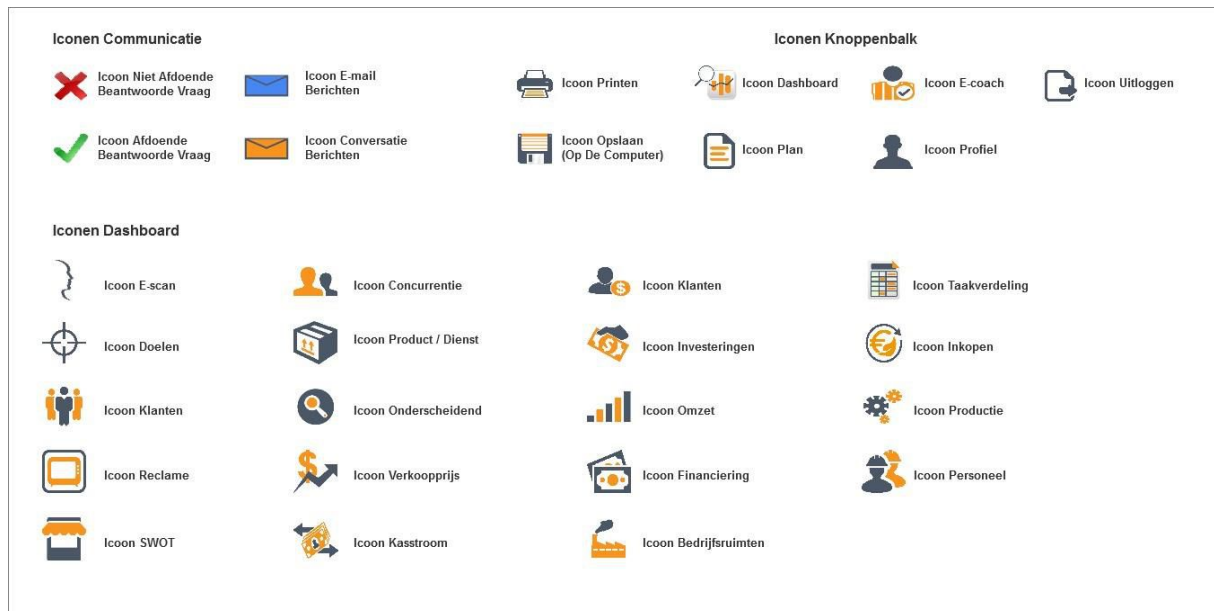 Iconen Communicatie
Iconen Knoppenbalk
Icoon Niet Afdoende
Beantwoorde Vraag
Icoon E-mail
Berichten
Icoon Printen
Icoon Dashboard
Icoon E-coach
Icoon Uitloggen
Icoon Afdoende
Beantwoorde Vraag
Icoon Conversatie
Berichten
Icoon Opslaan
(Op De Computer)
Icoon Plan
Icoon Profiel
Iconen Dashboard
Icoon E-scan
Icoon Concurrentie
Icoon Klanten
Icoon Taakverdeling
Icoon Doelen
Icoon Product / Dienst
Icoon Investeringen
Icoon Inkopen
Icoon Klanten
Icoon Onderscheidend
Icoon Omzet
Icoon Productie
Icoon Reclame
Icoon Verkoopprijs
Icoon Financiering
Icoon Personeel
Icoon SWOT
Icoon Kasstroom
Icoon Bedrijfsruimten